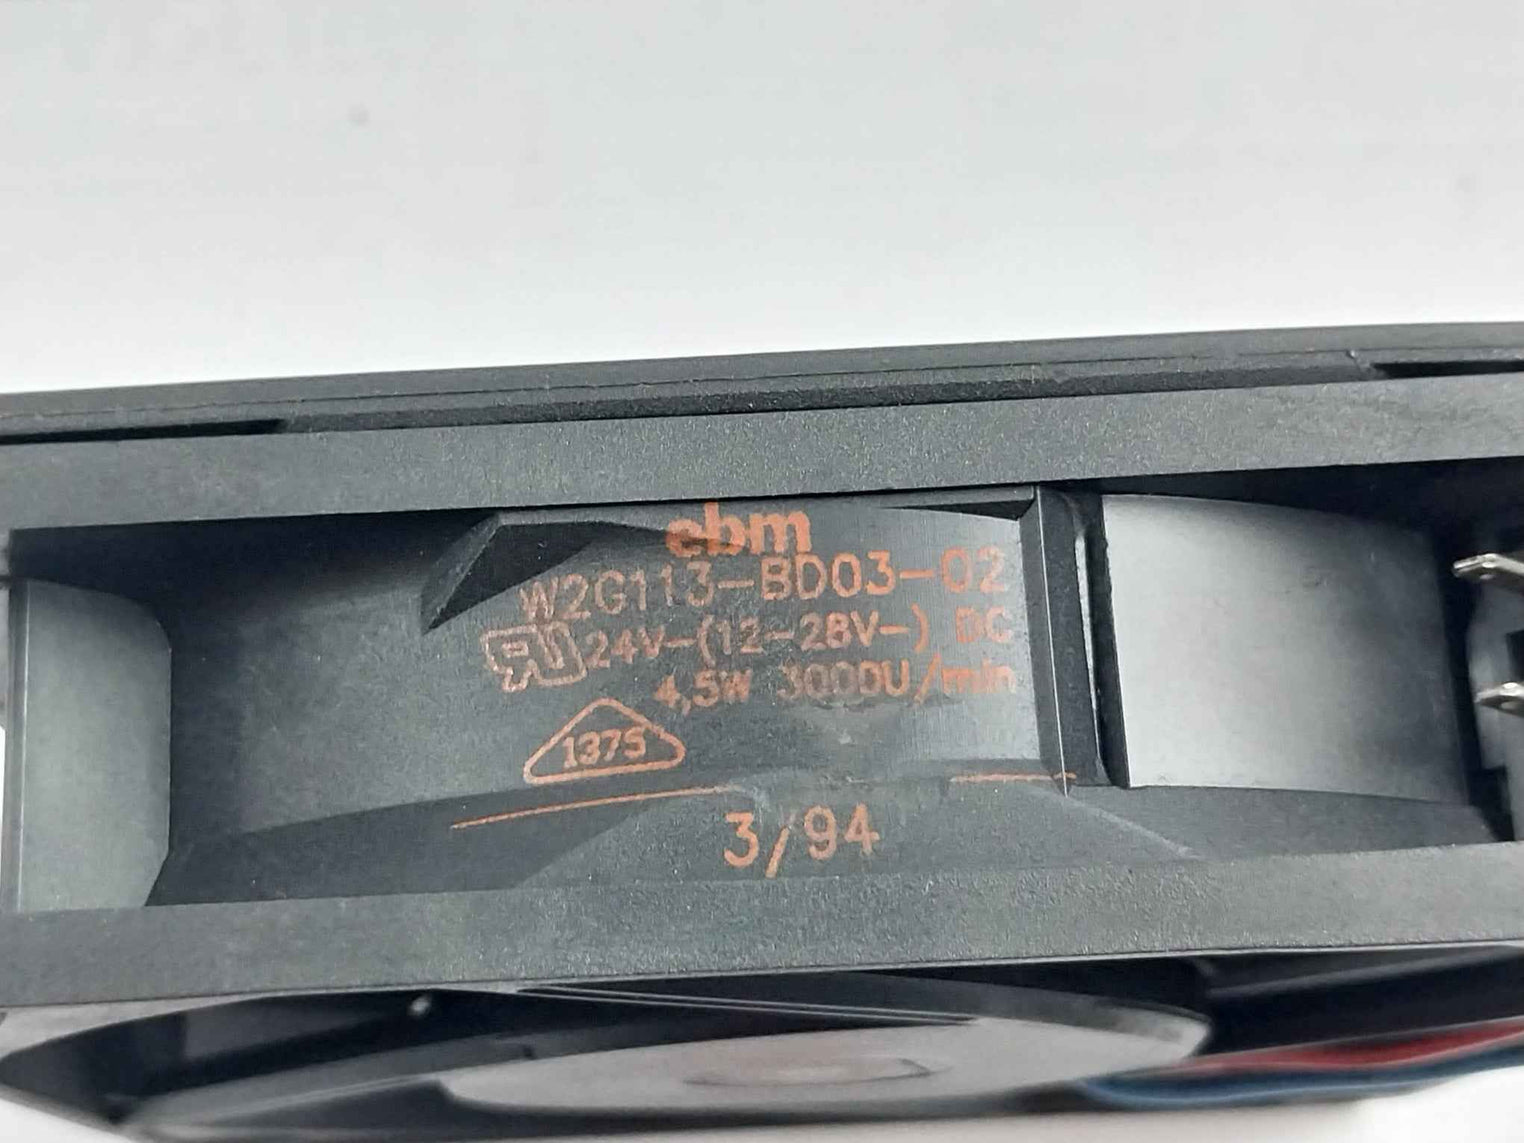 ebm
W2G113-BD03-02
24V-(12-28V-) DC
4,5W 3000U/min
1375
3/94